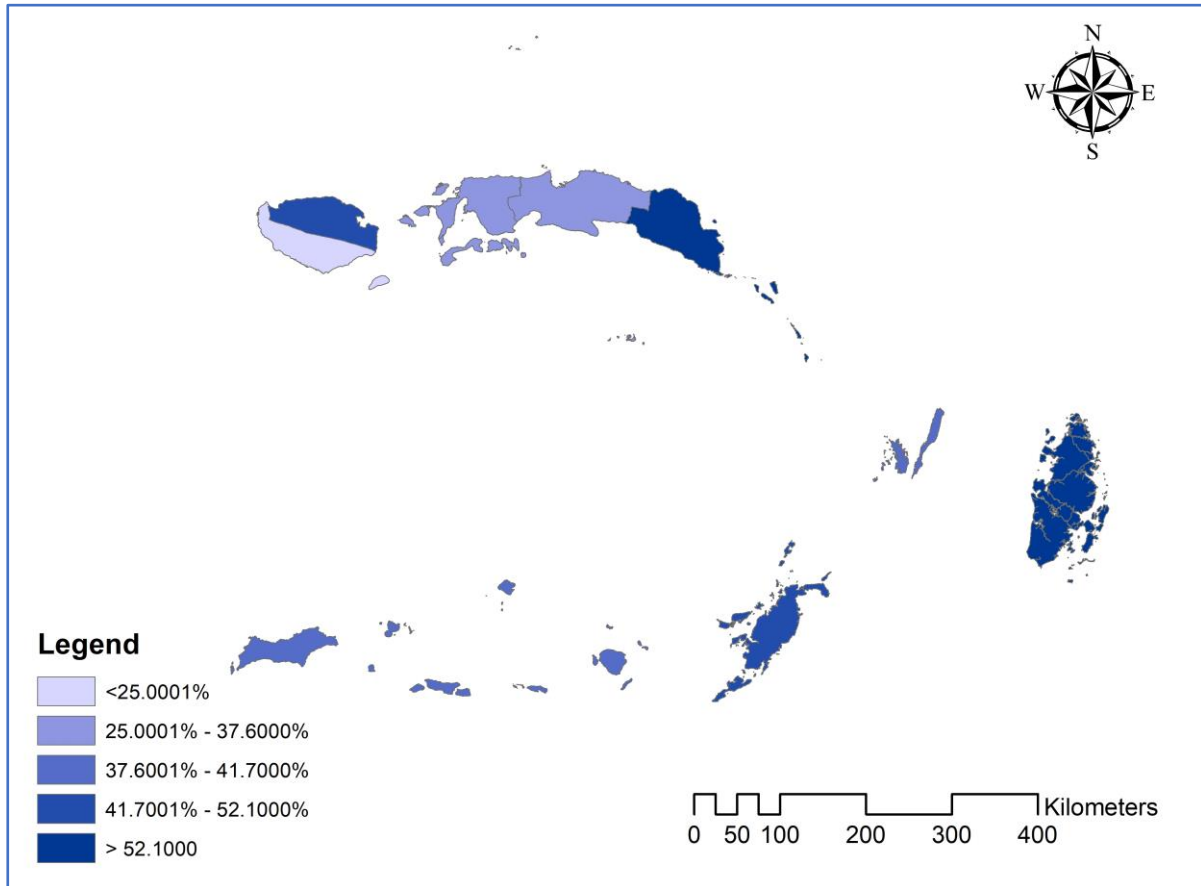 N
W E
S
Legend
<25.0001%
25.0001% - 37.6000%
37.6001% - 41.7000%
41.7001% - 52.1000%
> 52.1000
Kilometers
0 50 100 200 300 400